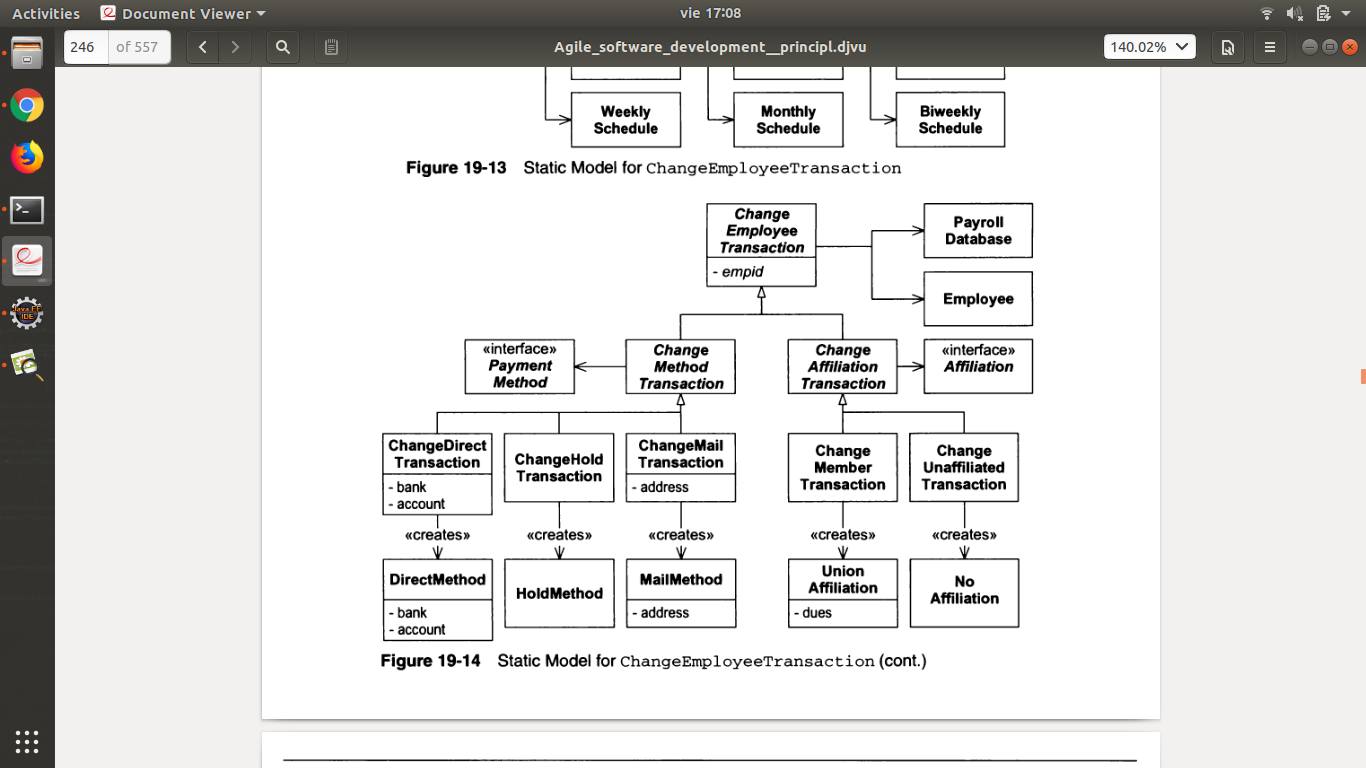 Activities Document Viewer vie 17:08
246 of 557 Agile_software_development__principl.djvu 140.02%
Weekly
Schedule
Monthly
Schedule
Biweekly
Schedule
Figure 19-13 Static Model for ChangeEmployeeTransaction
Change
Employee
Transaction
- empid
Payroll
Database
Employee
«interface»
Payment
Method
Change
Method
Transaction
Change
Affiliation
Transaction
«interface»
Affiliation
ChangeDirect
Transaction
- bank
- account
ChangeHold
Transaction
ChangeMail
Transaction
- address
Change
Member
Transaction
Change
Unaffiliated
Transaction
«creates» «creates» «creates» «creates» «creates»
DirectMethod
- bank
- account
HoldMethod
MailMethod
- address
Union
Affiliation
- dues
No
Affiliation
Figure 19-14 Static Model for ChangeEmployeeTransaction (cont.)